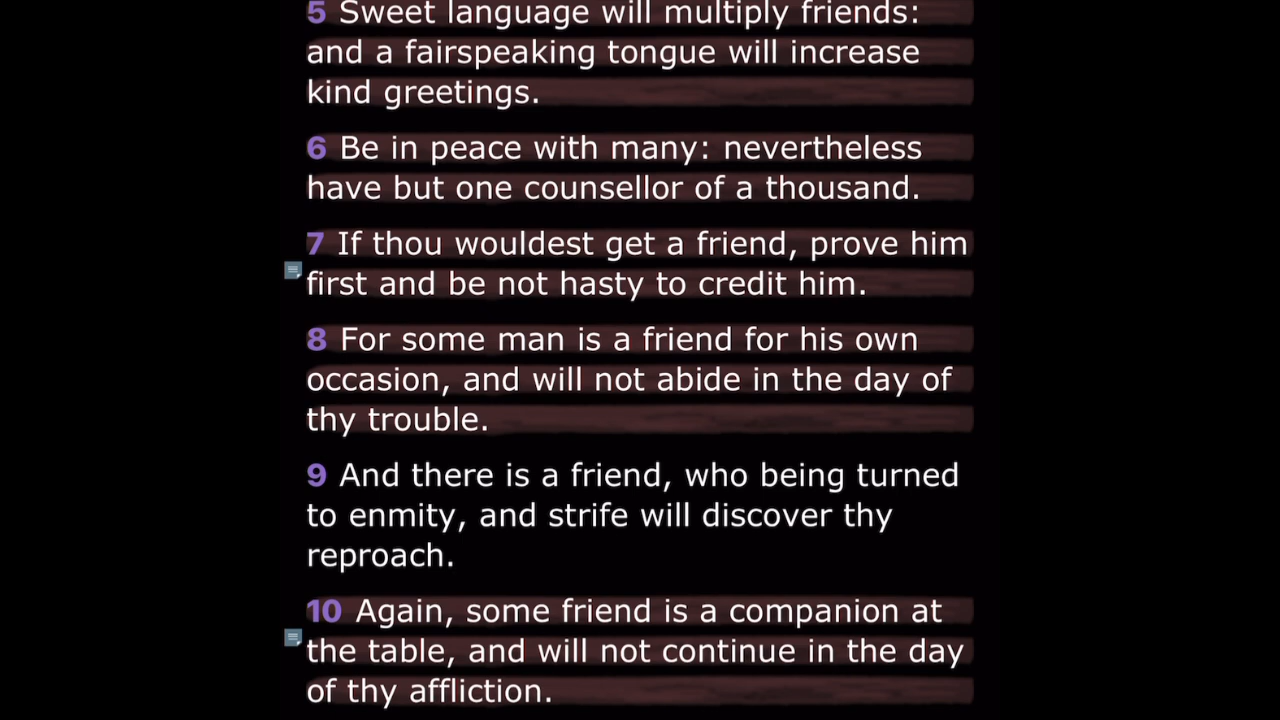 5 Sweet language will multiply friends:
and a fairspeaking tongue will increase
kind greetings.
6 Be in peace with many: nevertheless
have but one counsellor of a thousand.
7 If thou wouldest get a friend, prove him
first and be not hasty to credit him.
8 For some man is a friend for his own
occasion, and will not abide in the day of
thy trouble.
9 And there is a friend, who being turned
to enmity, and strife will discover thy
reproach.
10 Again, some friend is a companion at
the table, and will not continue in the day
of thy affliction.